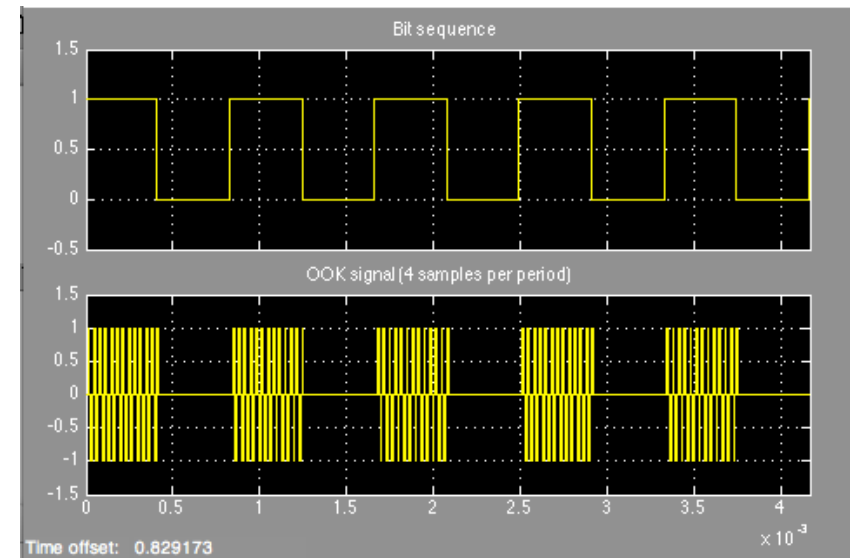 Bit sequence
1.5
1
0.5
0
-0.5
OOK signal (4 samples per period)
1.5
1
0.5
0
-0.5
-1
-1.5
0 0.5 1 1.5 2 2.5 3 3.5 4
x 10^-3
Time offset: 0.829173